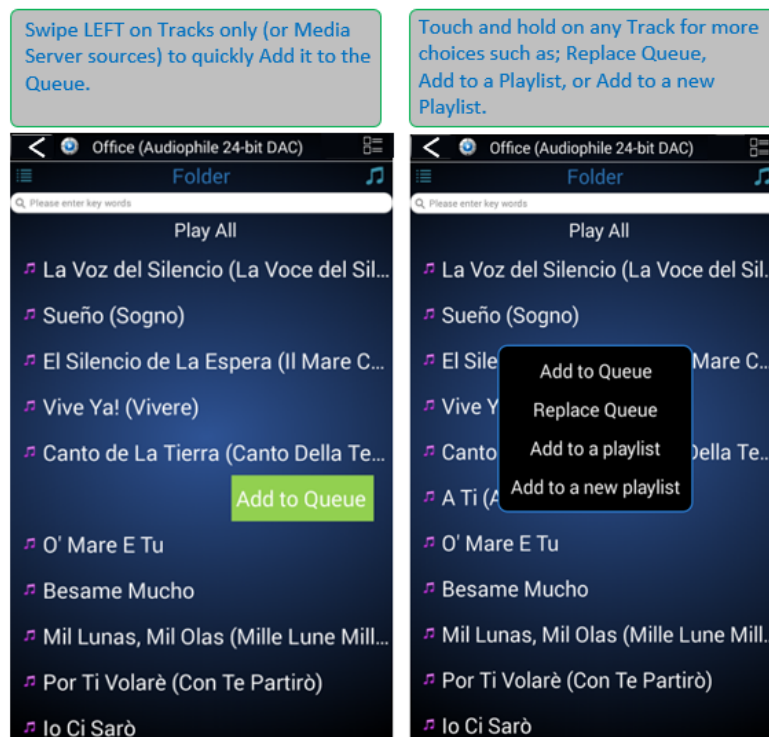 Swipe LEFT on Tracks only (or Media
Server sources) to quickly Add it to the
Queue.
Office (Audiophile 24-bit DAC)
Folder
Please enter key words
Play All
La Voz del Silencio (La Voce del Sil...
Sueño (Sogno)
El Silencio de La Espera (Il Mare C...
Vive Ya! (Vivere)
Canto de La Tierra (Canto Della Te...
Add to Queue
O' Mare E Tu
Besame Mucho
Mil Lunas, Mil Olas (Mille Lune Mill...
Por Ti Volarè (Con Te Partirò)
Io Ci Sarò
Touch and hold on any Track for more
choices such as; Replace Queue,
Add to a Playlist, or Add to a new
Playlist.
Office (Audiophile 24-bit DAC)
Folder
Please enter key words
Play All
La Voz del Silencio (La Voce del Sil..
Sueño (Sogno)
El Sile Mare C..
Vive Y
Canto Della Te..
A Ti (A
Add to Queue
Replace Queue
Add to a playlist
Add to a new playlist
O' Mare E Tu
Besame Mucho
Mil Lunas, Mil Olas (Mille Lune Mill..
Por Ti Volarè (Con Te Partirò)
Io Ci Sarò